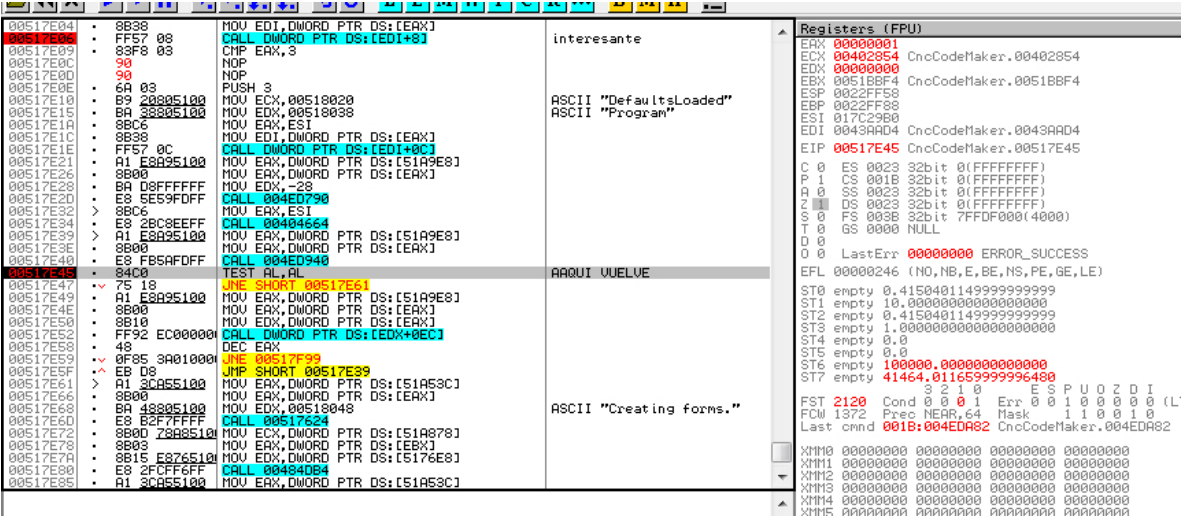 L E M W T C R ... B M H
00517E04 · 8B38 MOV EDI,DWORD PTR DS:[EAX]
00517E06 · FF57 08 CALL DWORD PTR DS:[EDI+8] interesante
00517E09 · 83F8 03 CMP EAX,3
00517E0C 90 NOP
00517E0D 90 NOP
00517E0E · 6A 03 PUSH 3
00517E10 · B9 20805100 MOV ECX,00518020 ASCII "DefaultsLoaded"
00517E15 · BA 38805100 MOV EDX,00518038 ASCII "Program"
00517E1A · 8BC6 MOV EAX,ESI
00517E1C · 8B38 MOV EDI,DWORD PTR DS:[EAX]
00517E1E · FF57 0C CALL DWORD PTR DS:[EDI+0C]
00517E21 · A1 E8A95100 MOV EAX,DWORD PTR DS:[51A9E8]
00517E26 · 8B00 MOV EAX,DWORD PTR DS:[EAX]
00517E28 · BA D8FFFFFF MOV EDX,-28
00517E2D · E8 5E59FDFF CALL 004ED790
00517E32 > 8BC6 MOV EAX,ESI
00517E34 · E8 2BC8EEFF CALL 00404664
00517E39 > A1 E8A95100 MOV EAX,DWORD PTR DS:[51A9E8]
00517E3E · 8B00 MOV EAX,DWORD PTR DS:[EAX]
00517E40 · E8 FB5AFDFF CALL 004ED940
00517E45 · 84C0 TEST AL,AL AAQUI VUELVE
00517E47 ·v 75 18 JNE SHORT 00517E61
00517E49 · A1 E8A95100 MOV EAX,DWORD PTR DS:[51A9E8]
00517E4E · 8B00 MOV EAX,DWORD PTR DS:[EAX]
00517E50 · 8B10 MOV EDX,DWORD PTR DS:[EAX]
00517E52 · FF92 EC000000 CALL DWORD PTR DS:[EDX+0EC]
00517E58 · 48 DEC EAX
00517E59 ·v 0F85 3A010000 JNE 00517F99
00517E5F ·^ EB D8 JMP SHORT 00517E39
00517E61 > A1 3CA55100 MOV EAX,DWORD PTR DS:[51A53C]
00517E66 · 8B00 MOV EAX,DWORD PTR DS:[EAX]
00517E68 · BA 48805100 MOV EDX,00518048 ASCII "Creating forms."
00517E6D · E8 B2F7FFFF CALL 00517624
00517E72 · 8B0D 78A85100 MOV ECX,DWORD PTR DS:[51A878]
00517E78 · 8B03 MOV EAX,DWORD PTR DS:[EBX]
00517E7A · 8B15 E8765100 MOV EDX,DWORD PTR DS:[5176E8]
00517E80 · E8 2FCFF6FF CALL 00484DB4
00517E85 · A1 3CA55100 MOV EAX,DWORD PTR DS:[51A53C]
Registers (FPU)
EAX 00000001
ECX 00402854 CncCodeMaker.00402854
EDX 00000000
EBX 0051BBF4 CncCodeMaker.0051BBF4
ESP 0022FF58
EBP 0022FF88
ESI 017C29B0
EDI 0043AAD4 CncCodeMaker.0043AAD4
EIP 00517E45 CncCodeMaker.00517E45
C 0 ES 0023 32bit 0(FFFFFFFF)
P 1 CS 001B 32bit 0(FFFFFFFF)
A 0 SS 0023 32bit 0(FFFFFFFF)
Z 1 DS 0023 32bit 0(FFFFFFFF)
S 0 FS 003B 32bit 7FFDF000(4000)
T 0 GS 0000 NULL
D 0
O 0 LastErr 00000000 ERROR_SUCCESS
EFL 00000246 (NO,NB,E,BE,NS,PE,GE,LE)
ST0 empty 0.4150401149999999999
ST1 empty 10.000000000000000000
ST2 empty 0.4150401149999999999
ST3 empty 1.0000000000000000000
ST4 empty 0.0
ST5 empty 0.0
ST6 empty 100000.00000000000000
ST7 empty 41464.011659999996480
3 2 1 0 E S P U O Z D I
FST 2120 Cond 0 0 0 1 Err 0 0 1 0 0 0 0 0 (LT
FCW 1372 Prec NEAR,64 Mask 1 1 0 0 1 0
Last cmnd 001B:004EDA82 CncCodeMaker.004EDA82
XMM0 00000000 00000000 00000000 00000000
XMM1 00000000 00000000 00000000 00000000
XMM2 00000000 00000000 00000000 00000000
XMM3 00000000 00000000 00000000 00000000
XMM4 00000000 00000000 00000000 00000000
XMM5 00000000 00000000 00000000 00000000